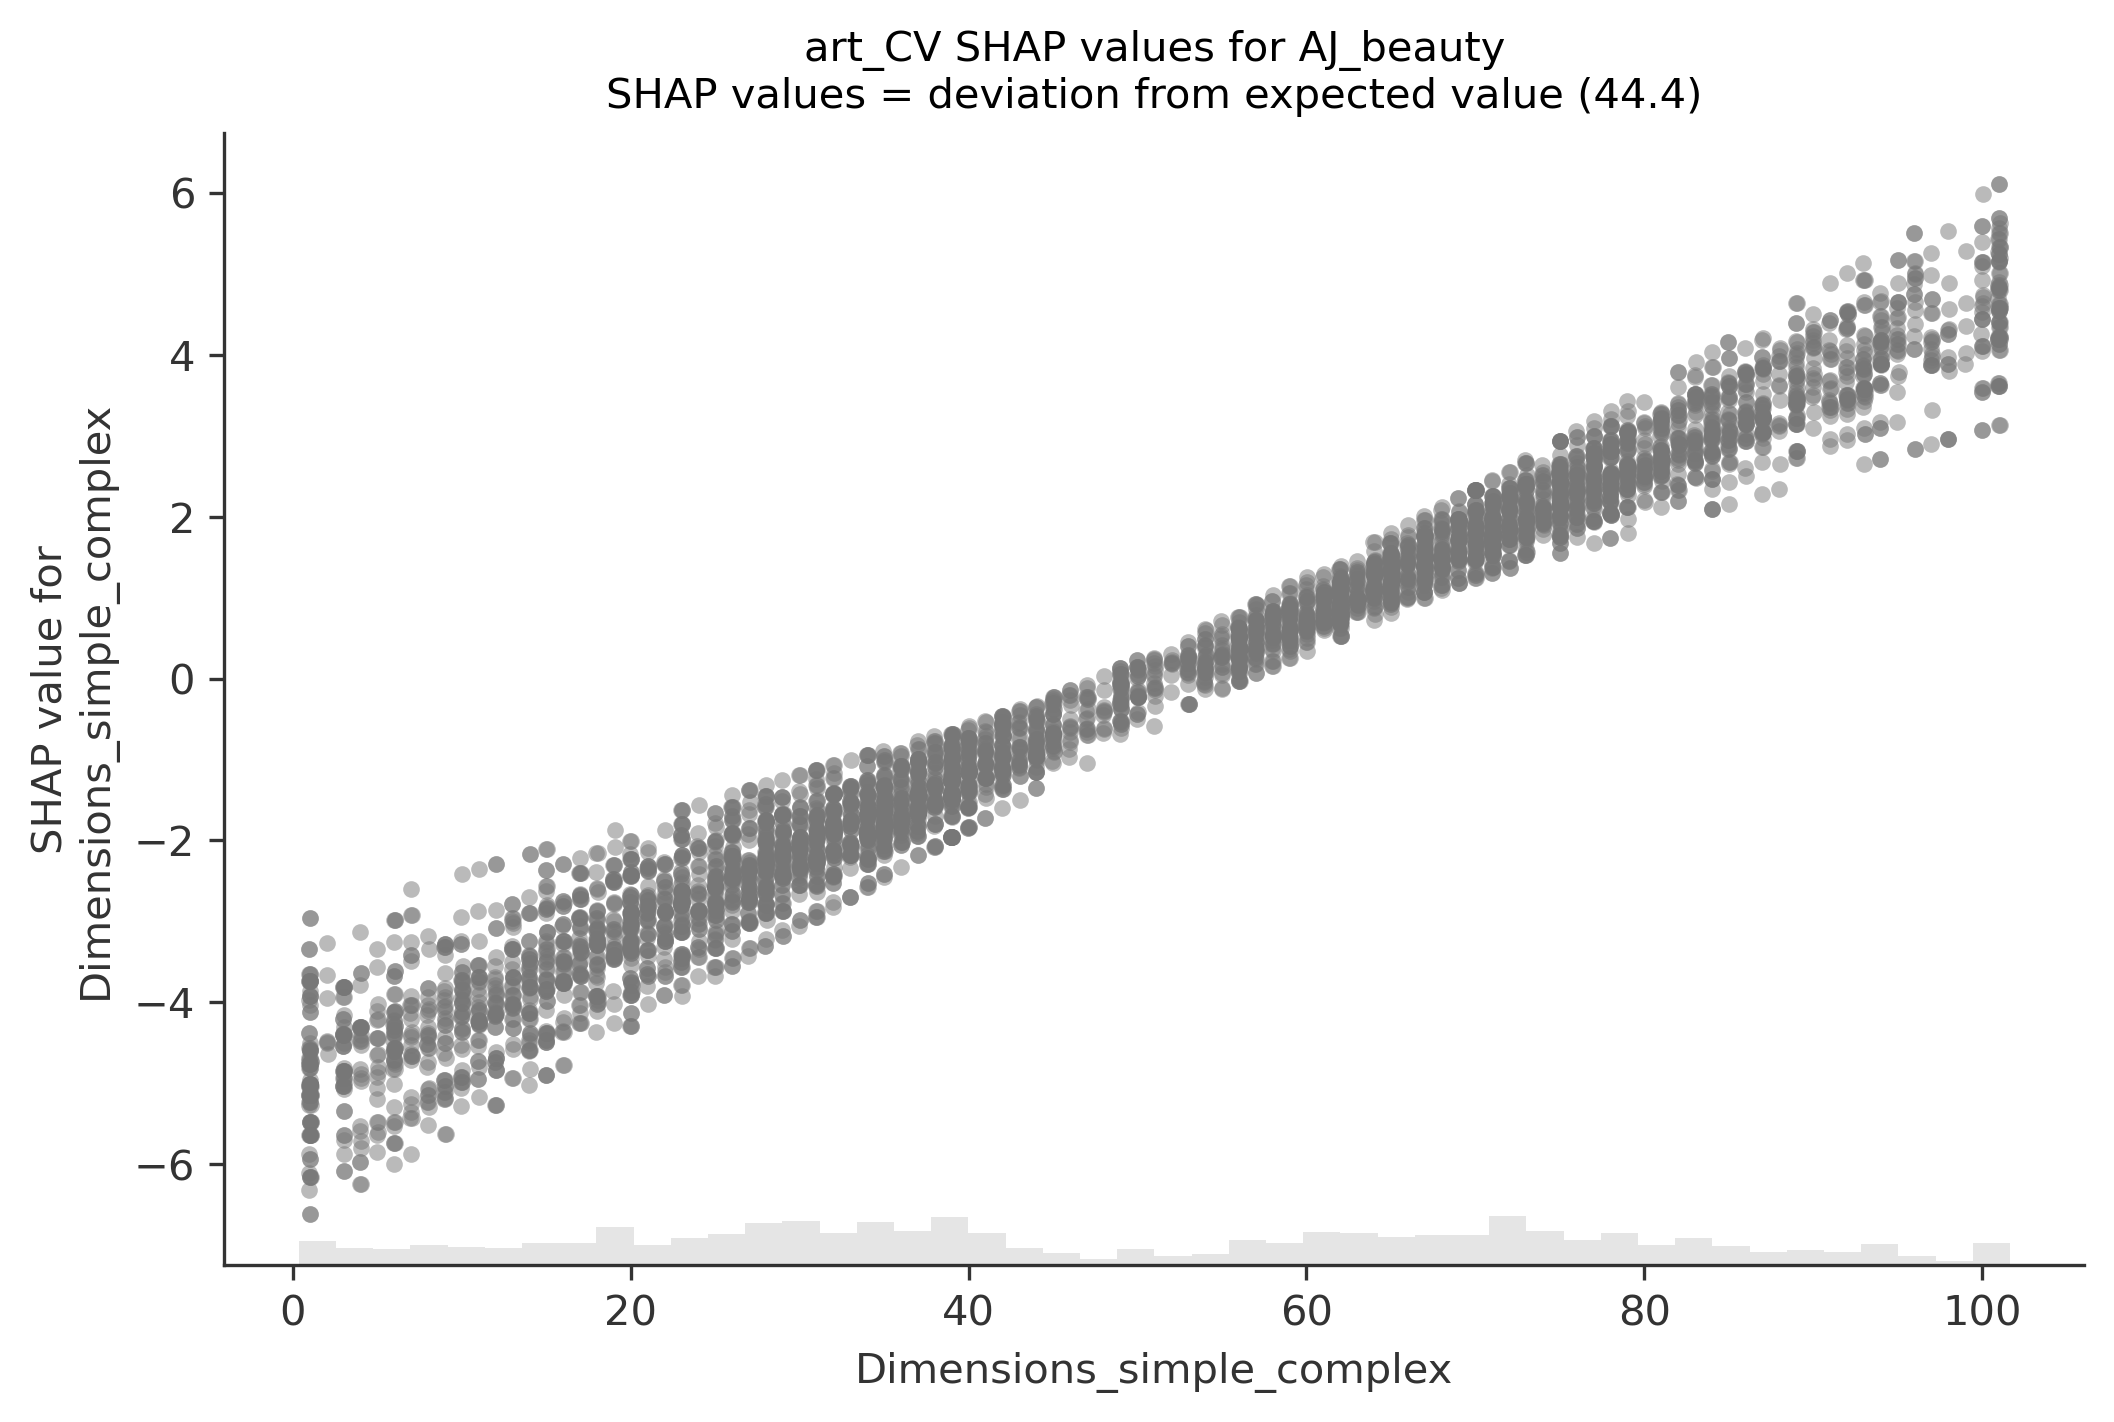 art_CV SHAP values for AJ_beauty
SHAP values = deviation from expected value (44.4)
SHAP value for
Dimensions_simple_complex
6
4
2
0
−2
−4
−6
0
20
40
60
80
100
Dimensions_simple_complex